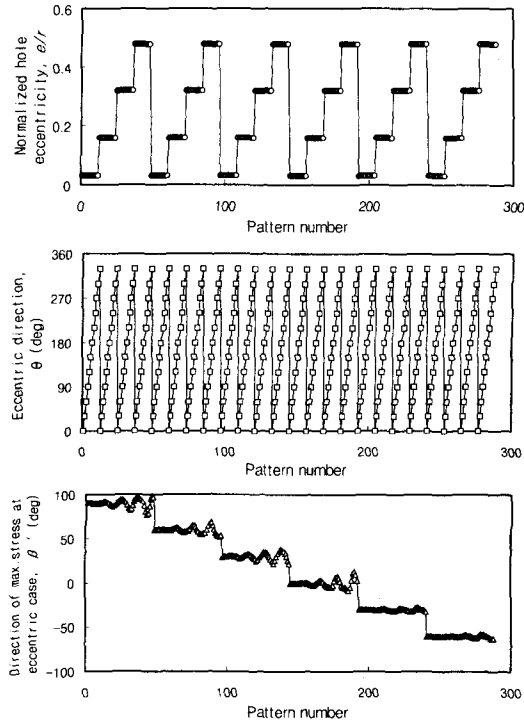 Normalized hole
eccentricity, e/r
0.6
0.4
0.2
0
0 100 200 300
Pattern number
Eccentric direction,
θ (deg)
360
270
180
90
0
0 100 200 300
Pattern number
Direction of max.stress at
eccentric case, β ' (deg)
100
50
0
-50
-100
0 100 200 300
Pattern number